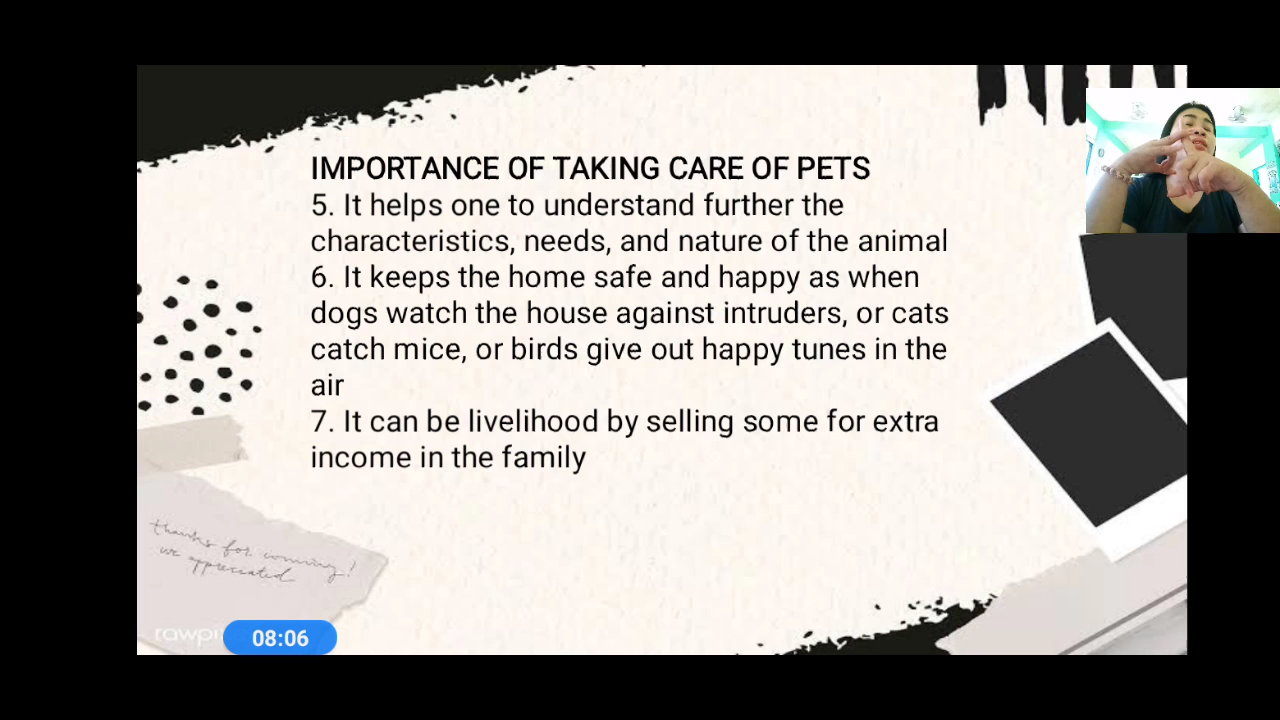 IMPORTANCE OF TAKING CARE OF PETS
5. It helps one to understand further the
characteristics, needs, and nature of the animal
6. It keeps the home safe and happy as when
dogs watch the house against intruders, or cats
catch mice, or birds give out happy tunes in the
air
7. It can be livelihood by selling some for extra
income in the family
thanks for coming!
we appreciated
08:06